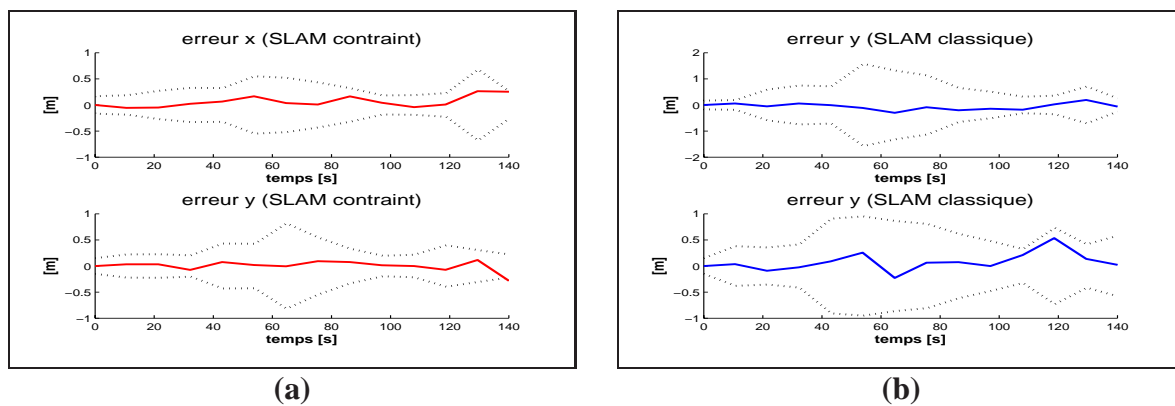 erreur x (SLAM contraint)
1
0.5
0
−0.5
−1
[m]
0 20 40 60 80 100 120 140
temps [s]
erreur y (SLAM contraint)
1
0.5
0
−0.5
−1
[m]
0 20 40 60 80 100 120 140
temps [s]
(a)
erreur y (SLAM classique)
2
1
0
−1
−2
[m]
0 20 40 60 80 100 120 140
temps [s]
erreur y (SLAM classique)
1
0.5
0
−0.5
−1
[m]
0 20 40 60 80 100 120 140
temps [s]
(b)